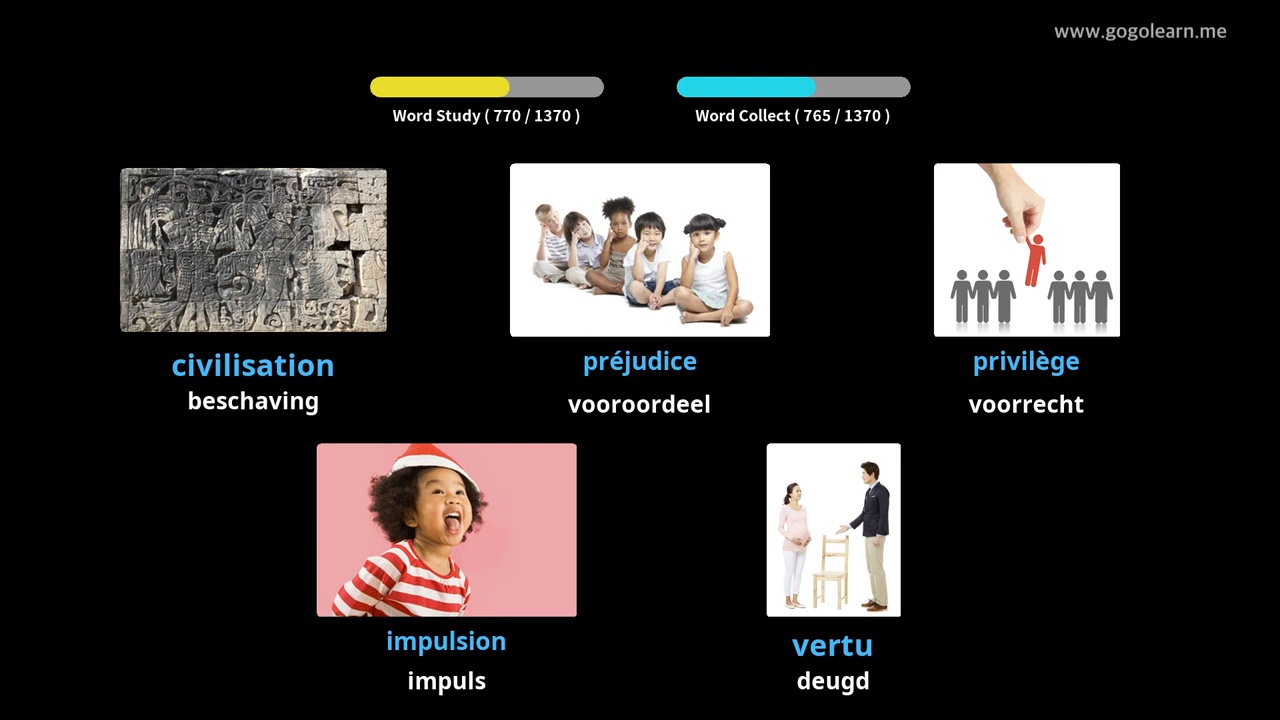 www.gogolearn.me
Word Study ( 770 / 1370 )
Word Collect ( 765 / 1370 )
civilisation
beschaving
préjudice
vooroordeel
privilège
voorrecht
impulsion
impuls
vertu
deugd